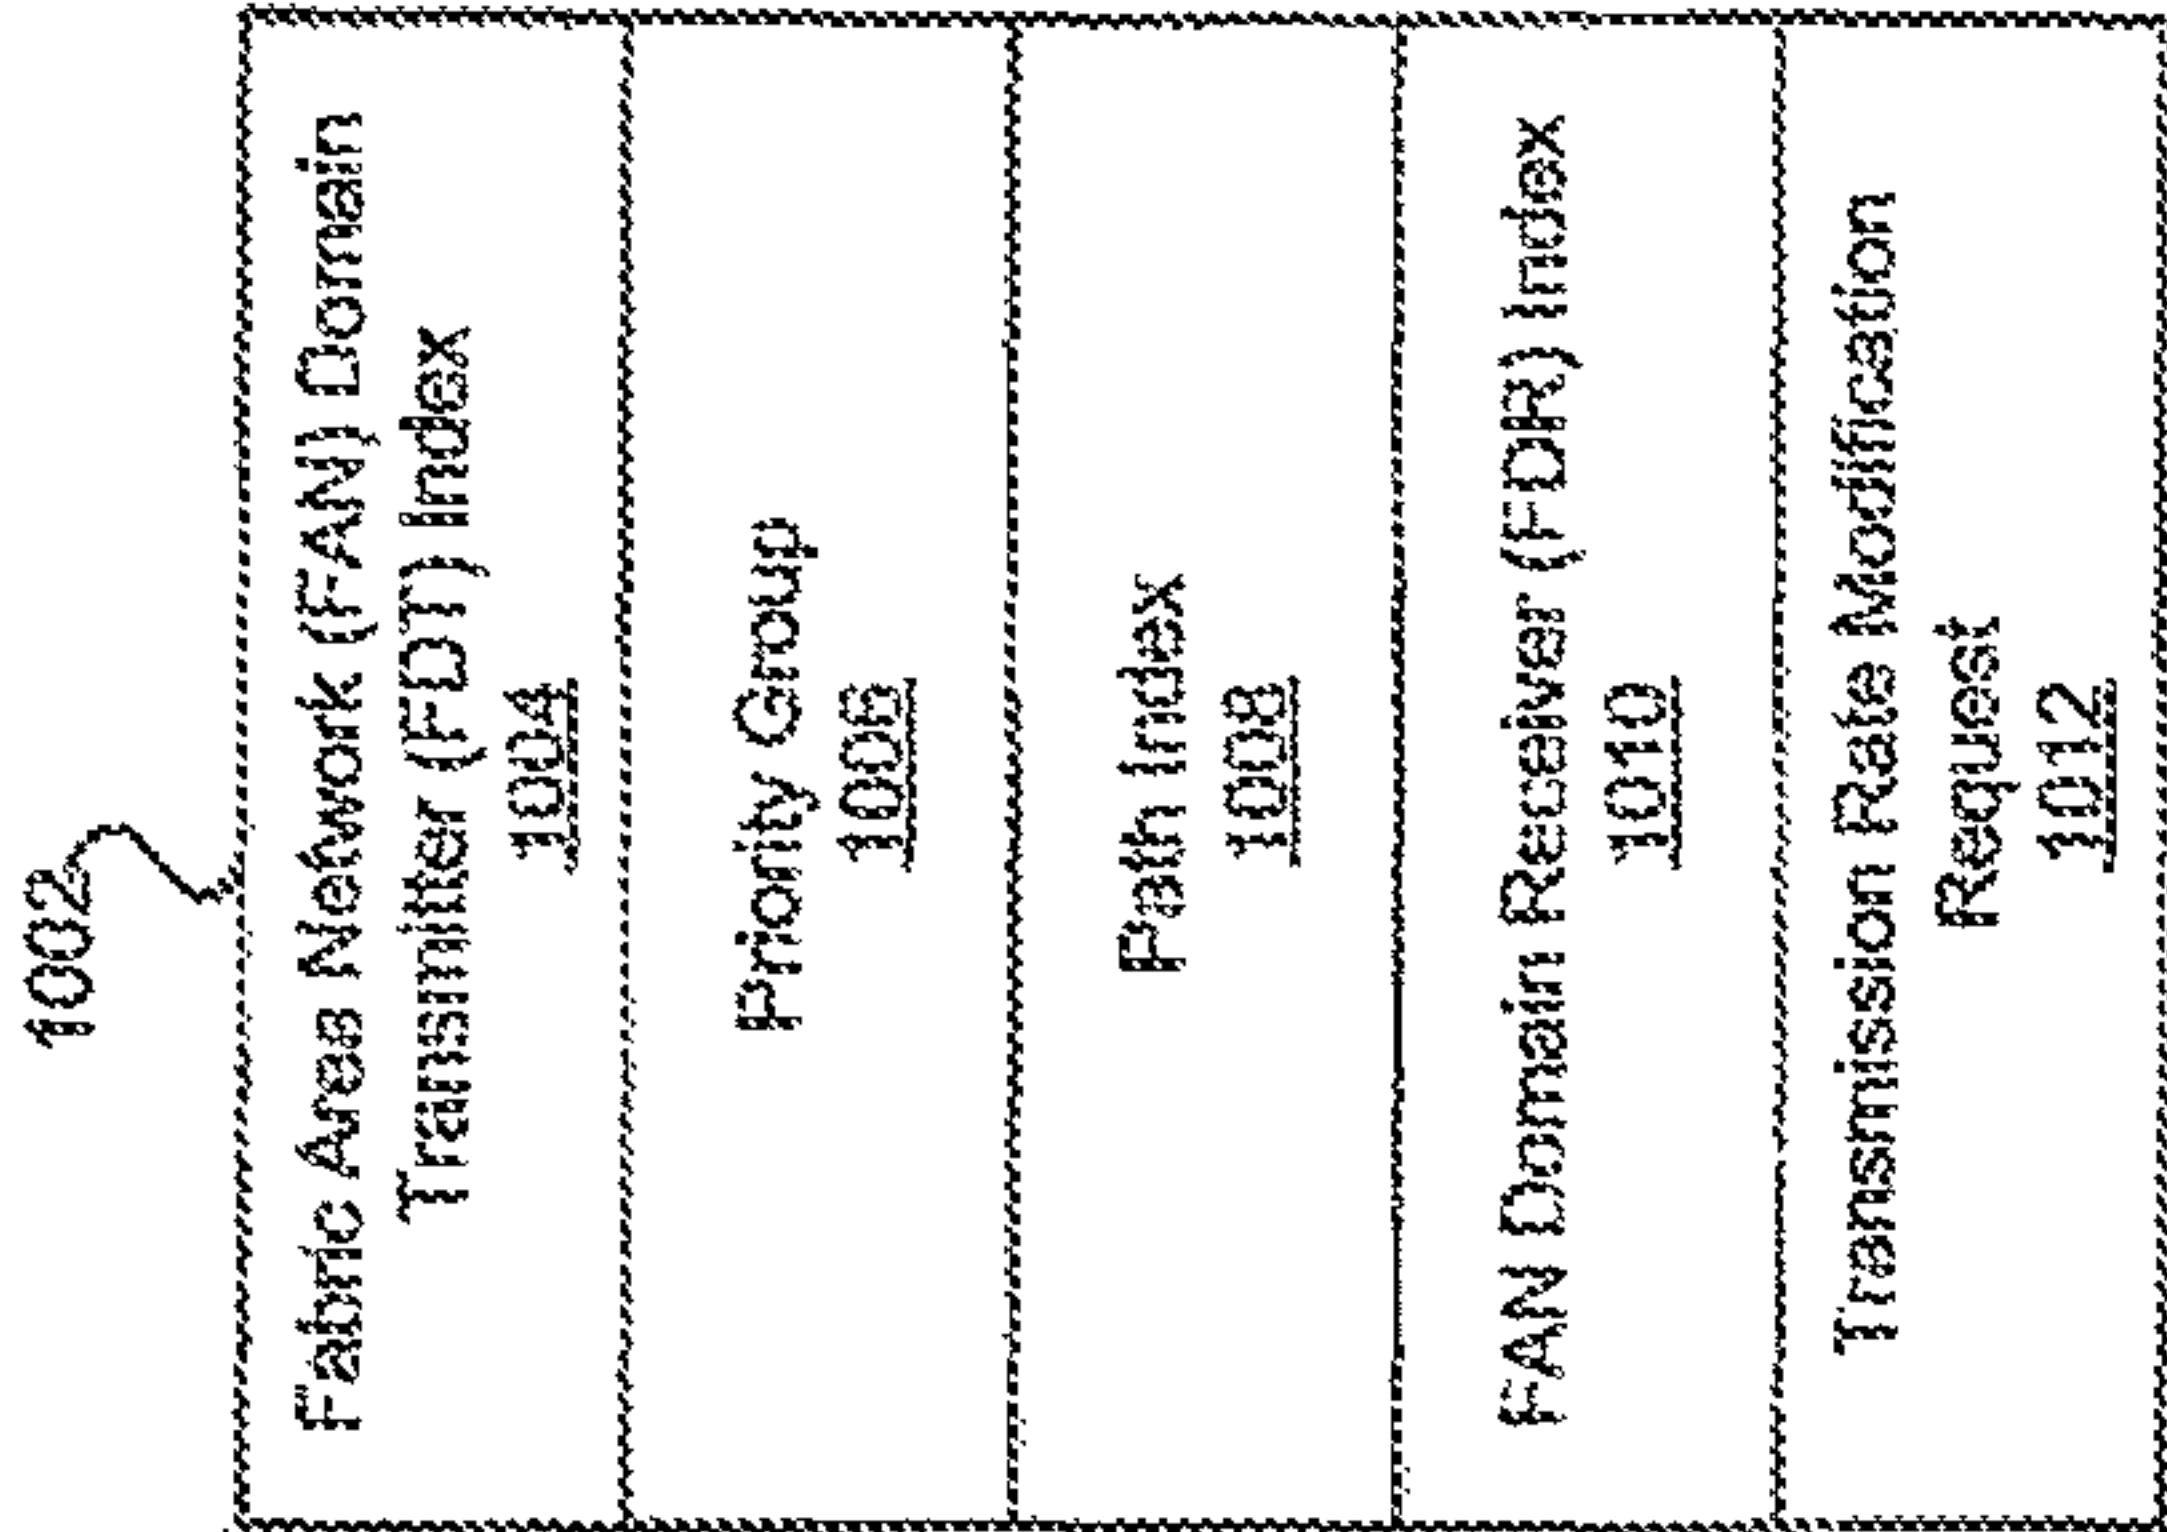 1002
Fabric Area Network (FAN) Domain
Transmitter (FDT) Index
1004
Priority Group
1006
Path Index
1008
FAN Domain Receiver (FDR) Index
1010
Transmission Rate Modification
Request
1012